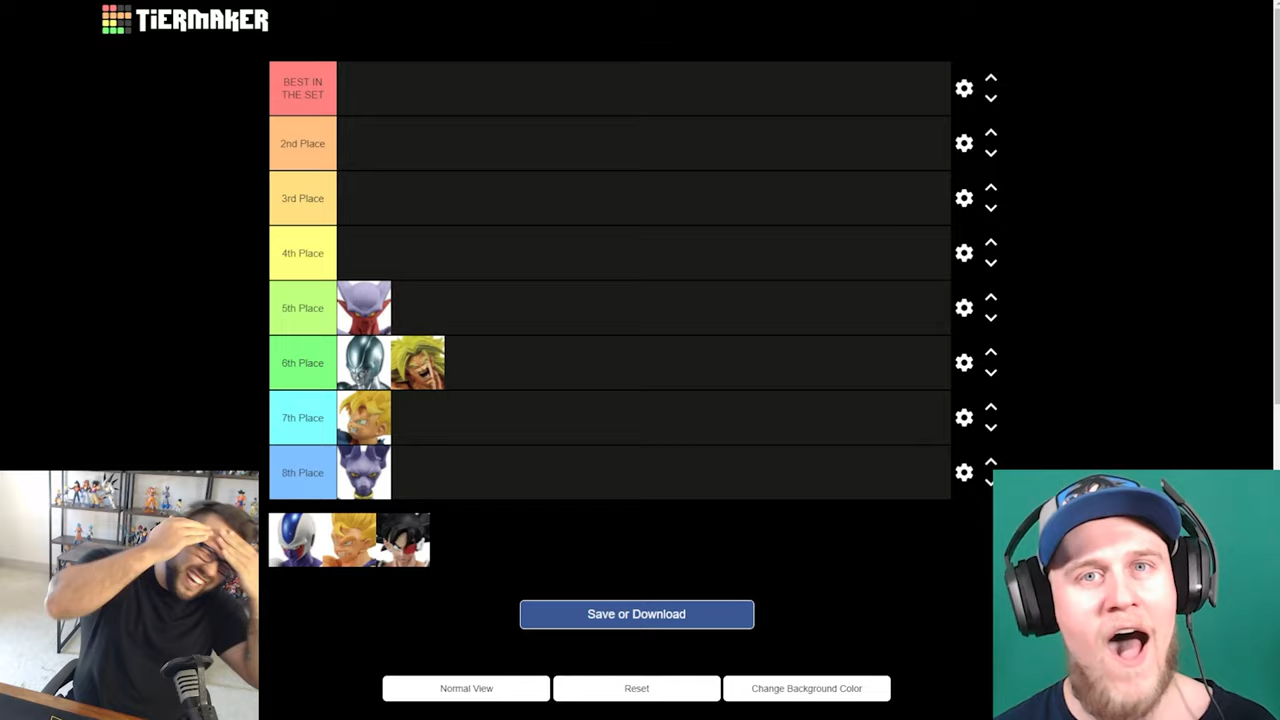 TiERMAKER
BEST IN
THE SET
2nd Place
3rd Place
4th Place
5th Place
6th Place
7th Place
8th Place
Save or Download
Normal View
Reset
Change Background Color